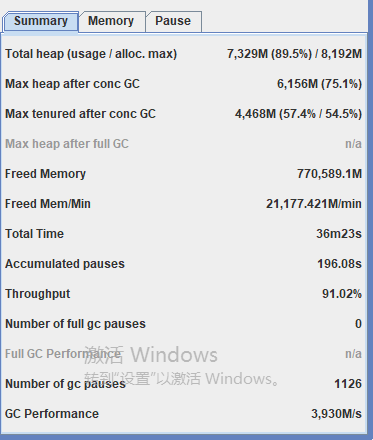 Summary Memory Pause
Total heap (usage / alloc. max) 7,329M (89.5%) / 8,192M
Max heap after conc GC 6,156M (75.1%)
Max tenured after conc GC 4,468M (57.4% / 54.5%)
Max heap after full GC n/a
Freed Memory 770,589.1M
Freed Mem/Min 21,177.421M/min
Total Time 36m23s
Accumulated pauses 196.08s
Throughput 91.02%
Number of full gc pauses 0
激活 Windows
Full GC Performance n/a
转到"设置"以激活 Windows。
Number of gc pauses 1126
GC Performance 3,930M/s